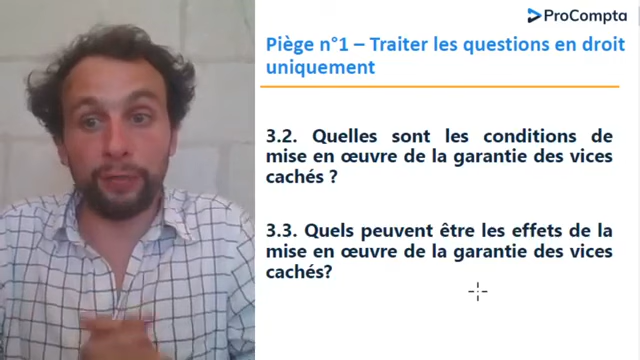 ProCompta
Piège n°1 – Traiter les questions en droit
uniquement
3.2. Quelles sont les conditions de
mise en œuvre de la garantie des vices
cachés ?
3.3. Quels peuvent être les effets de la
mise en œuvre de la garantie des vices
cachés?